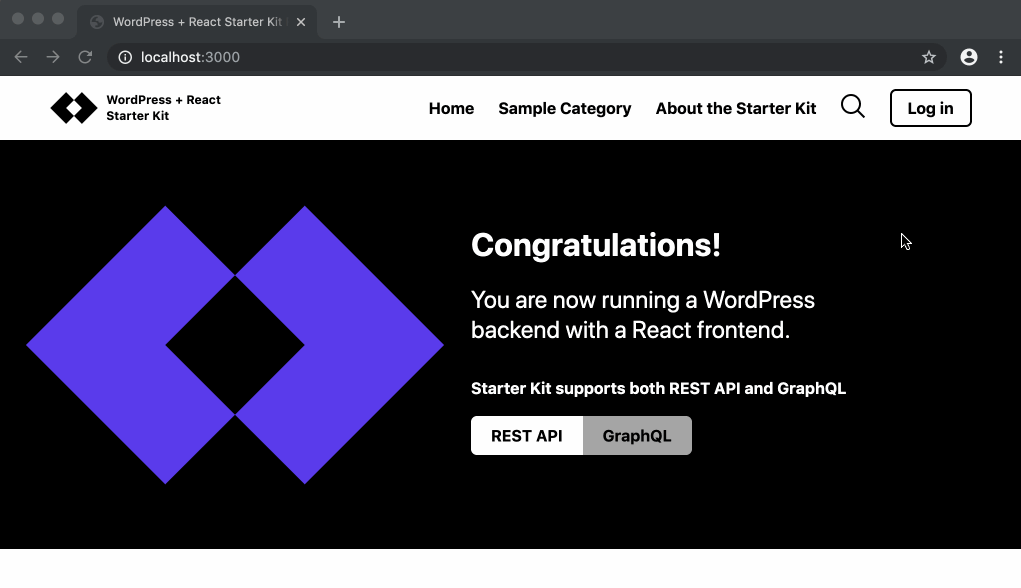 WordPress + React Starter Kit
localhost:3000
WordPress + React
Starter Kit
Home Sample Category About the Starter Kit Log in
Congratulations!
You are now running a WordPress
backend with a React frontend.
Starter Kit supports both REST API and GraphQL
REST API GraphQL